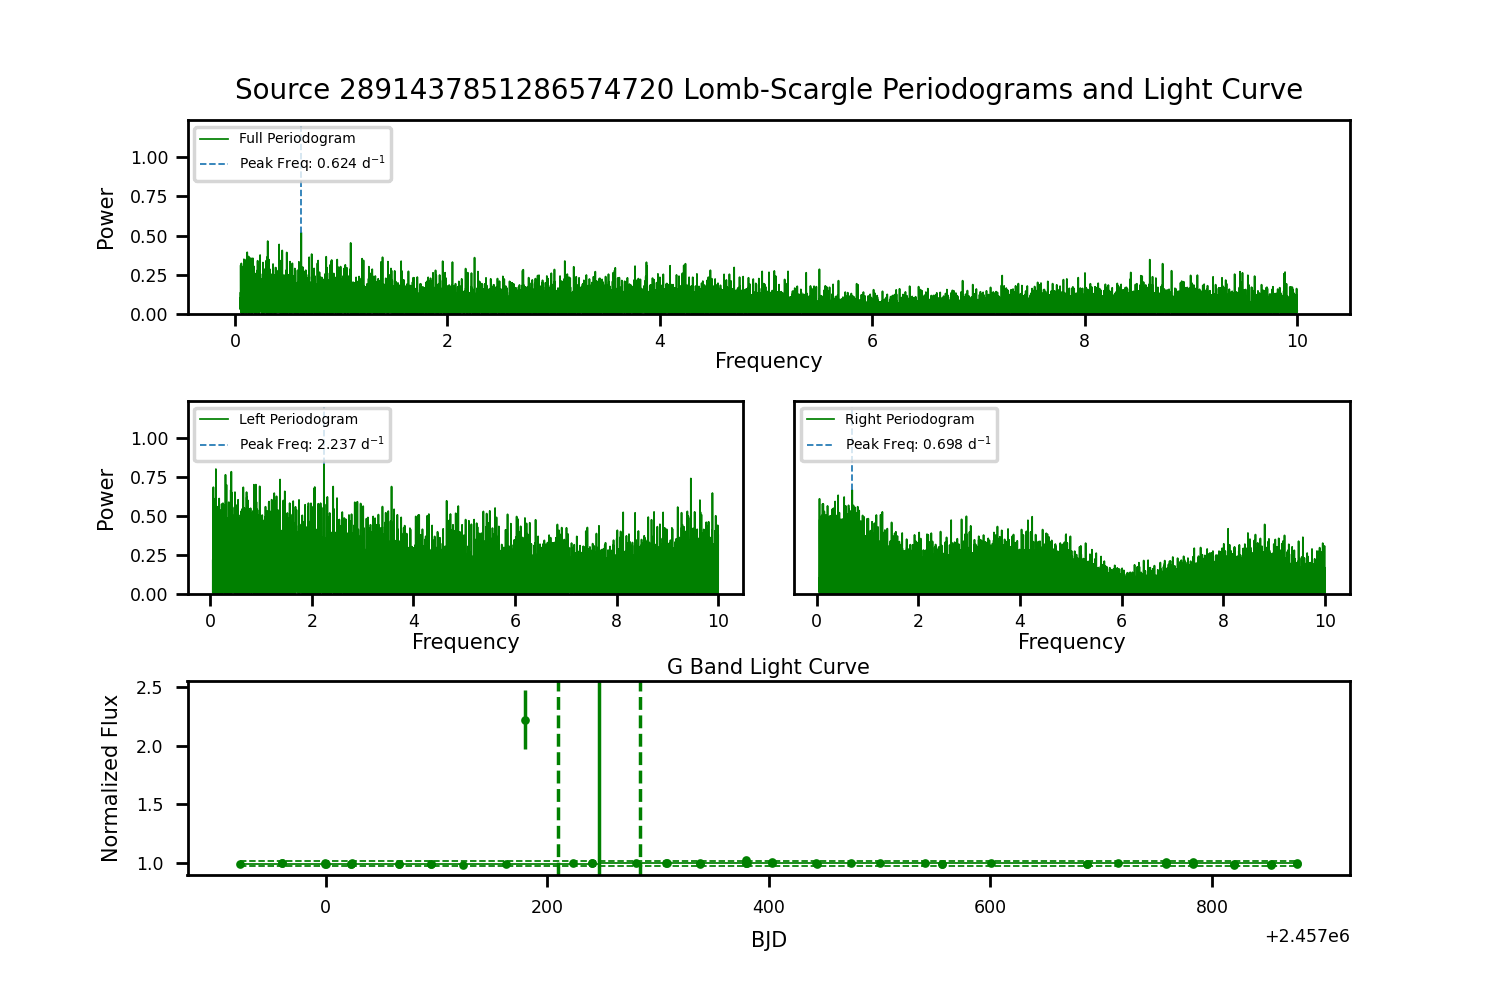 Source 2891437851286574720 Lomb-Scargle Periodograms and Light Curve
Full Periodogram
Peak Freq: 0.624 d⁻¹
Power
1.00
0.75
0.50
0.25
0.00
0 2 4 6 8 10
Frequency
Left Periodogram
Peak Freq: 2.237 d⁻¹
Power
1.00
0.75
0.50
0.25
0.00
0 2 4 6 8 10
Frequency
Right Periodogram
Peak Freq: 0.698 d⁻¹
0 2 4 6 8 10
Frequency
G Band Light Curve
Normalized Flux
2.5
2.0
1.5
1.0
0 200 400 600 800
BJD
+2.457e6